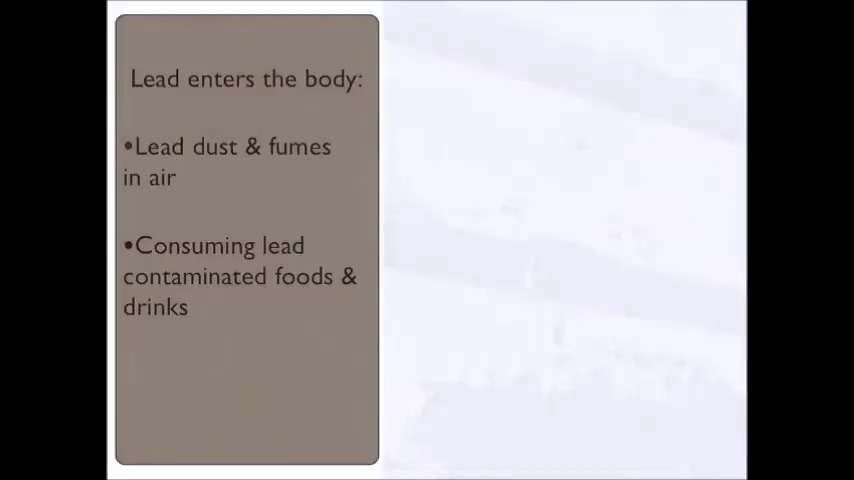 Lead enters the body:
•Lead dust & fumes
in air
•Consuming lead
contaminated foods &
drinks